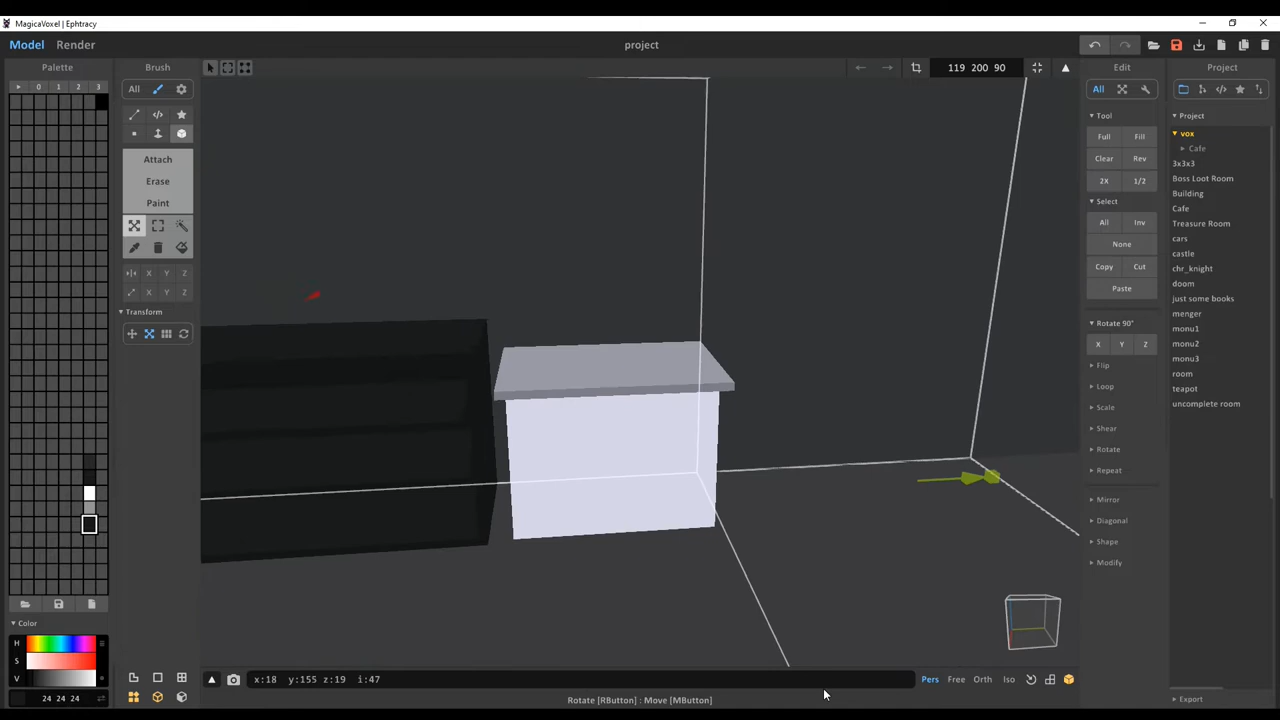 MagicaVoxel | Ephtracy
Model
Render
project
Palette
Brush
119 200 90
Edit
Project
0
1
2
3
All
All
Tool
Project
vox
Cafe
Full
Fill
Attach
Clear
Rev
3x3x3
Erase
2X
1/2
Boss Loot Room
Paint
Select
Building
Cafe
All
Inv
Treasure Room
None
cars
castle
Copy
Cut
chr_knight
X
Y
Z
Paste
doom
X
Y
Z
just some books
Transform
Rotate 90°
menger
X
Y
Z
monu1
monu2
Flip
monu3
Loop
room
Scale
teapot
Shear
uncomplete room
Rotate
Repeat
Mirror
Diagonal
Shape
Modify
Color
H
S
V
24 24 24
x:18 y:155 z:19 i:47
Pers
Free
Orth
Iso
Rotate [RButton] : Move [MButton]
Export